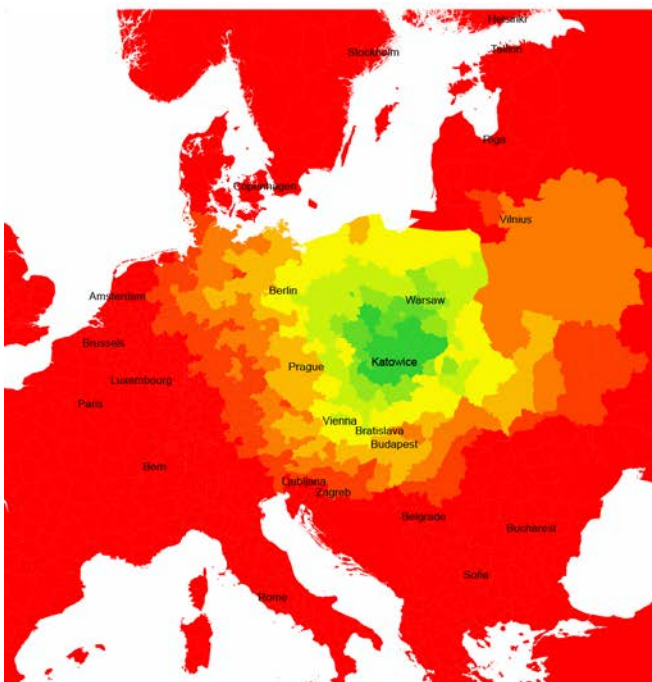 Helsinki
Stockholm
Tallinn
Riga
Copenhagen
Vilnius
Berlin
Amsterdam
Warsaw
Brussels
Katowice
Prague
Luxembourg
Paris
Vienna
Bratislava
Budapest
Bern
Ljubljana
Zagreb
Belgrade
Bucharest
Sofia
Rome